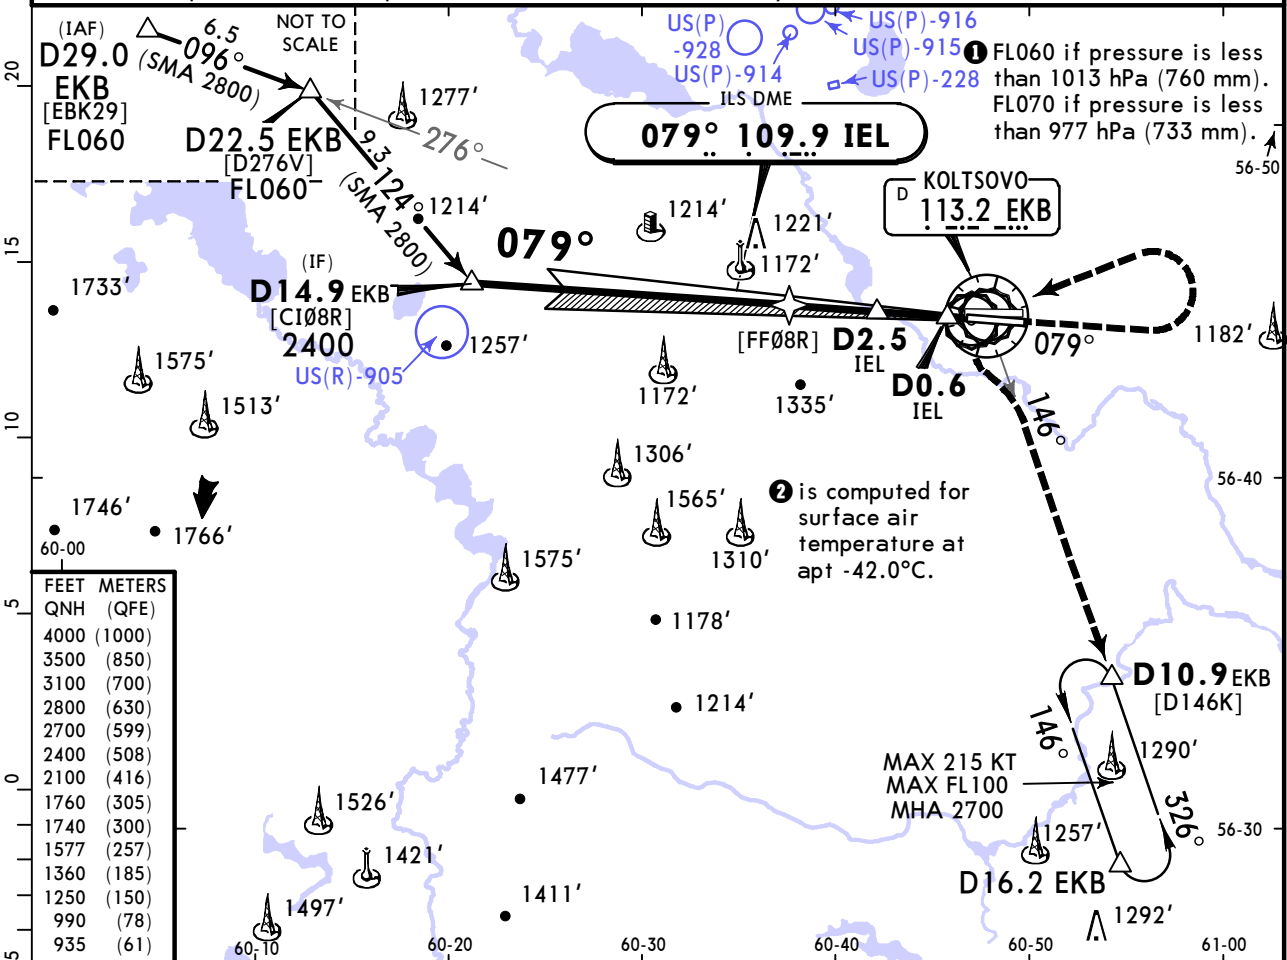 (IAF)
D29.0
EKB
[EBK29]
FL060
6.5
096°
(SMA 2800)
NOT TO
SCALE
D22.5 EKB
[D276V]
FL060
276°
9.3
124°
(SMA 2800)
1277'
1214'
US(P)
-928
US(P)-914
US(P)-916
US(P)-915
US(P)-228
1 FL060 if pressure is less
than 1013 hPa (760 mm).
FL070 if pressure is less
than 977 hPa (733 mm).
ILS DME
079° 109.9 IEL
56-50
KOLTSOVO
D 113.2 EKB
1214'
1221'
1172'
079°
(IF)
D14.9 EKB
[CIØ8R]
2400
US(R)-905
1257'
1733'
1575'
1513'
1746'
1766'
60-00
[FFØ8R]
D2.5
IEL
D0.6
IEL
079°
1182'
1172'
1335'
146°
1306'
1565'
1310'
1575'
2 is computed for
surface air
temperature at
apt -42.0°C.
56-40
1178'
1214'
D10.9 EKB
[D146K]
146°
326°
MAX 215 KT
MAX FL100
MHA 2700
1290'
1257'
D16.2 EKB
1292'
56-30
1477'
1526'
1421'
1497'
1411'
FEET METERS
QNH (QFE)
4000 (1000)
3500 (850)
3100 (700)
2800 (630)
2700 (599)
2400 (508)
2100 (416)
1760 (305)
1740 (300)
1577 (257)
1360 (185)
1250 (150)
990 (78)
935 (61)
20
15
10
5
0
5
60-10
60-20
60-30
60-40
60-50
61-00